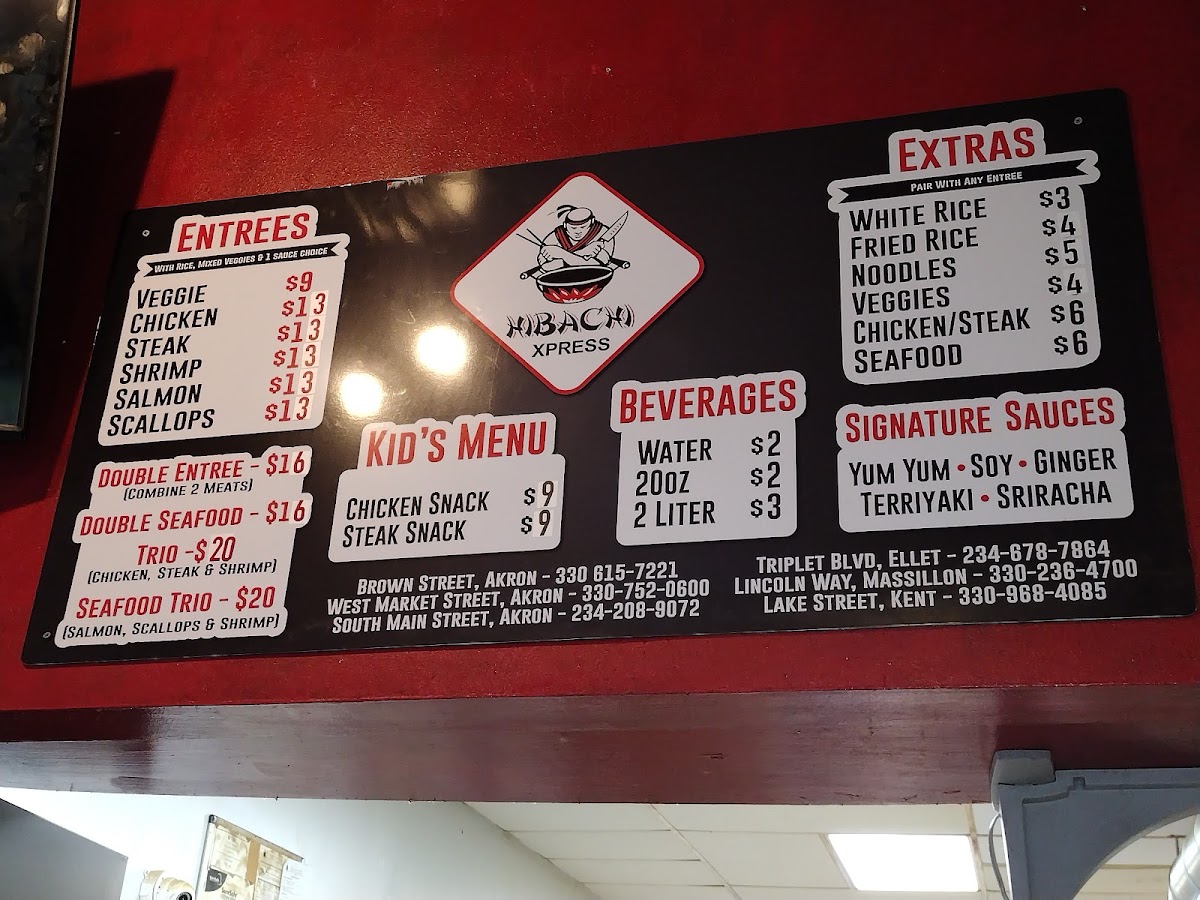 ENTREES
WITH RICE, MIXED VEGGIES & 1 SAUCE CHOICE
VEGGIE $9
CHICKEN $13
STEAK $13
SHRIMP $13
SALMON $13
SCALLOPS $13
DOUBLE ENTREE - $16
(COMBINE 2 MEATS)
DOUBLE SEAFOOD - $16
TRIO -$20
(CHICKEN, STEAK & SHRIMP)
SEAFOOD TRIO - $20
(SALMON, SCALLOPS & SHRIMP)
HIBACHI
XPRESS
KID'S MENU
CHICKEN SNACK $9
STEAK SNACK $9
BEVERAGES
WATER $2
20OZ $2
2 LITER $3
EXTRAS
PAIR WITH ANY ENTREE
WHITE RICE $3
FRIED RICE $4
NOODLES $5
VEGGIES $4
CHICKEN/STEAK $6
SEAFOOD $6
SIGNATURE SAUCES
YUM YUM • SOY • GINGER
TERRIYAKI • SRIRACHA
BROWN STREET, AKRON - 330 615-7221
WEST MARKET STREET, AKRON - 330-752-0600
SOUTH MAIN STREET, AKRON - 234-208-9072
TRIPLET BLVD, ELLET - 234-678-7864
LINCOLN WAY, MASSILLON - 330-236-4700
LAKE STREET, KENT - 330-968-4085